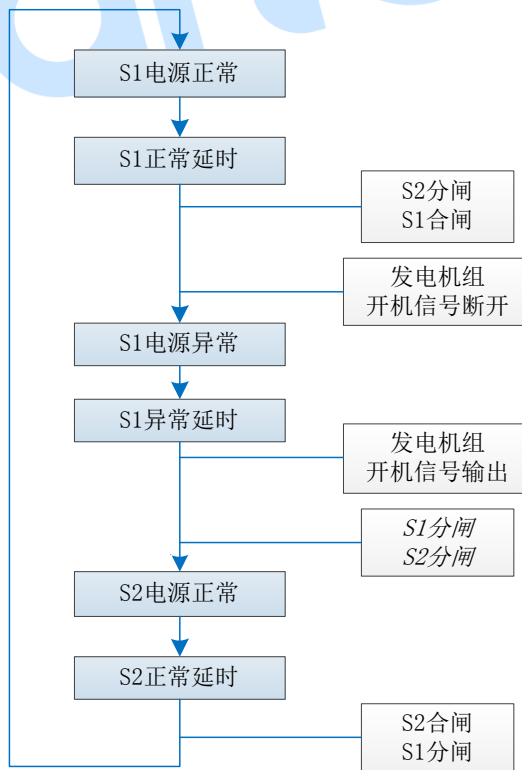 S1电源正常
S1正常延时
S2分闸
S1合闸
发电机组
开机信号断开
S1电源异常
S1异常延时
发电机组
开机信号输出
S1分闸
S2分闸
S2电源正常
S2正常延时
S2合闸
S1分闸